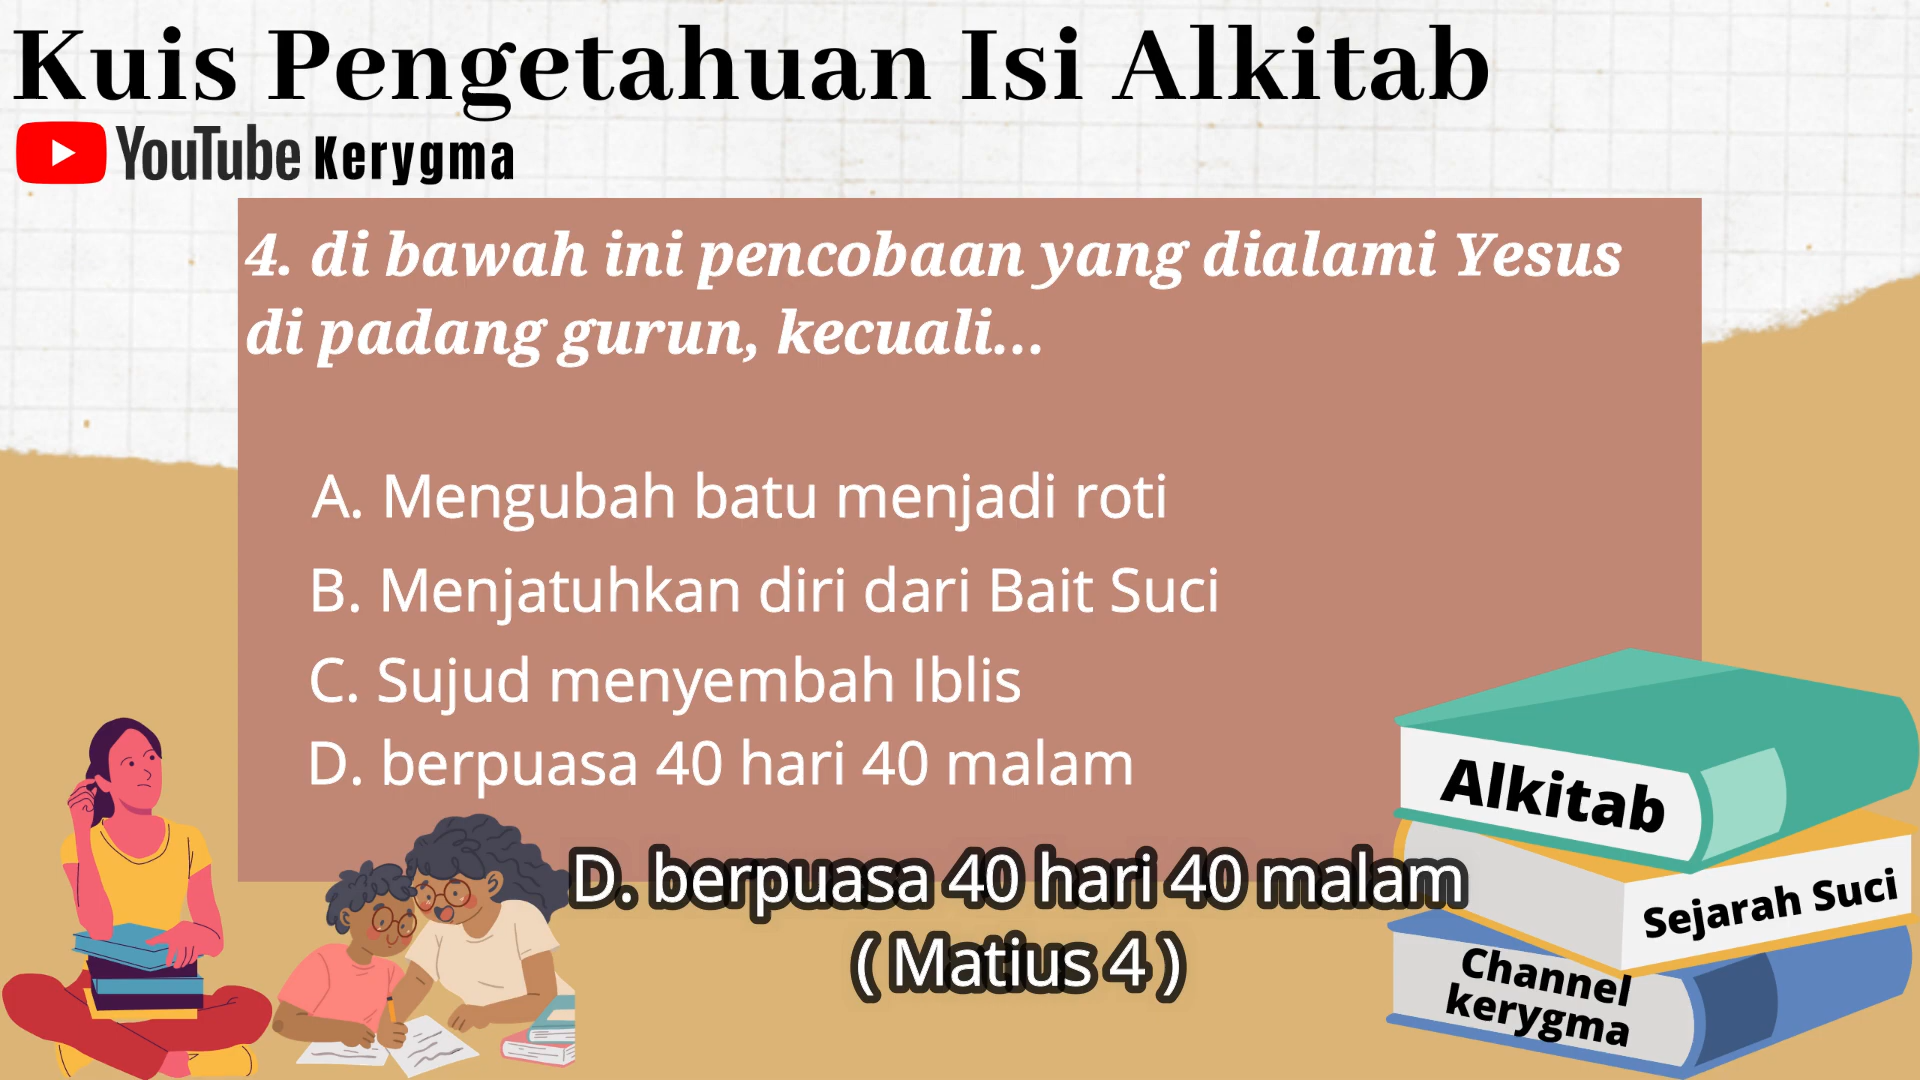 Kuis Pengetahuan Isi Alkitab
YouTube Kerygma
4. di bawah ini pencobaan yang dialami Yesus
di padang gurun, kecuali...
A. Mengubah batu menjadi roti
B. Menjatuhkan diri dari Bait Suci
C. Sujud menyembah Iblis
D. berpuasa 40 hari 40 malam
D. berpuasa 40 hari 40 malam
( Matius 4 )
Alkitab
Sejarah Suci
Channel
kerygma